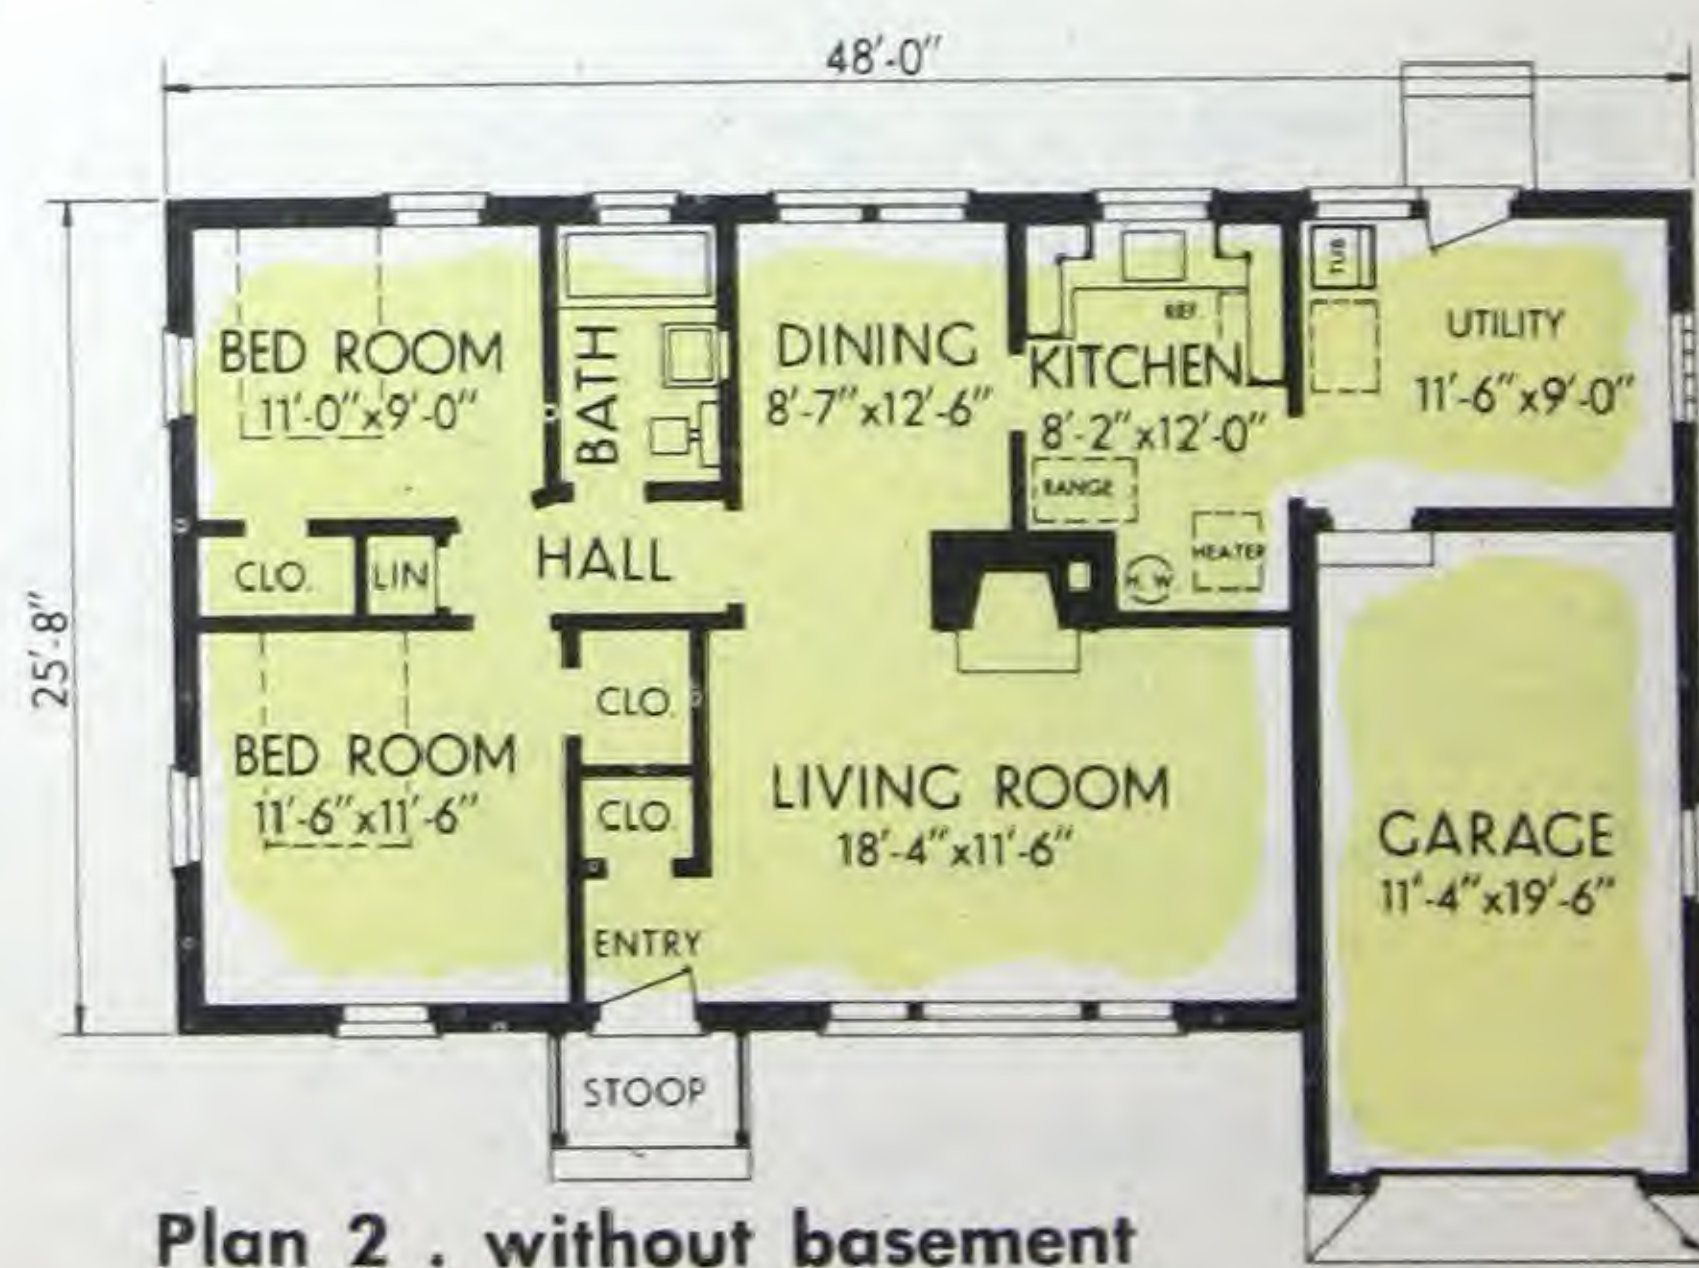 48'-0"
25'-8"
BED ROOM
11'-0"x9'-0"
BATH
DINING
8'-7"x12'-6"
REF
KITCHEN
8'-2"x12'-0"
RANGE
TUB
UTILITY
11'-6"x9'-0"
CLO.
LIN
HALL
H.W
HEATER
BED ROOM
11'-6"x11'-6"
CLO.
CLO.
ENTRY
LIVING ROOM
18'-4"x11'-6"
GARAGE
11'-4"x19'-6"
STOOP
Plan 2 . without basement